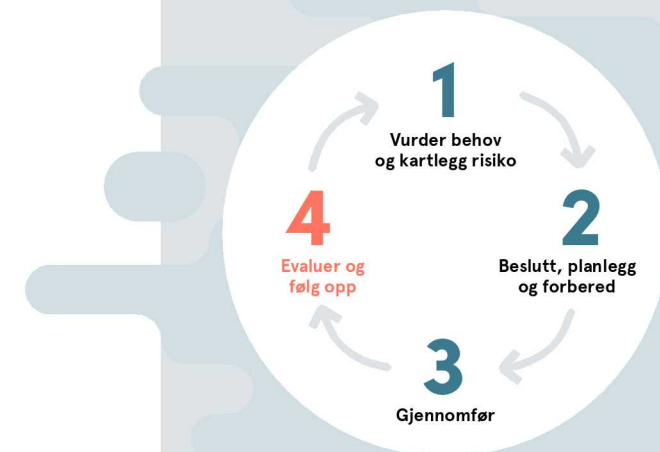 1
Vurder behov
og kartlegg risiko
2
Beslutt, planlegg
og forbered
3
Gjennomfør
4
Evaluer og
følg opp